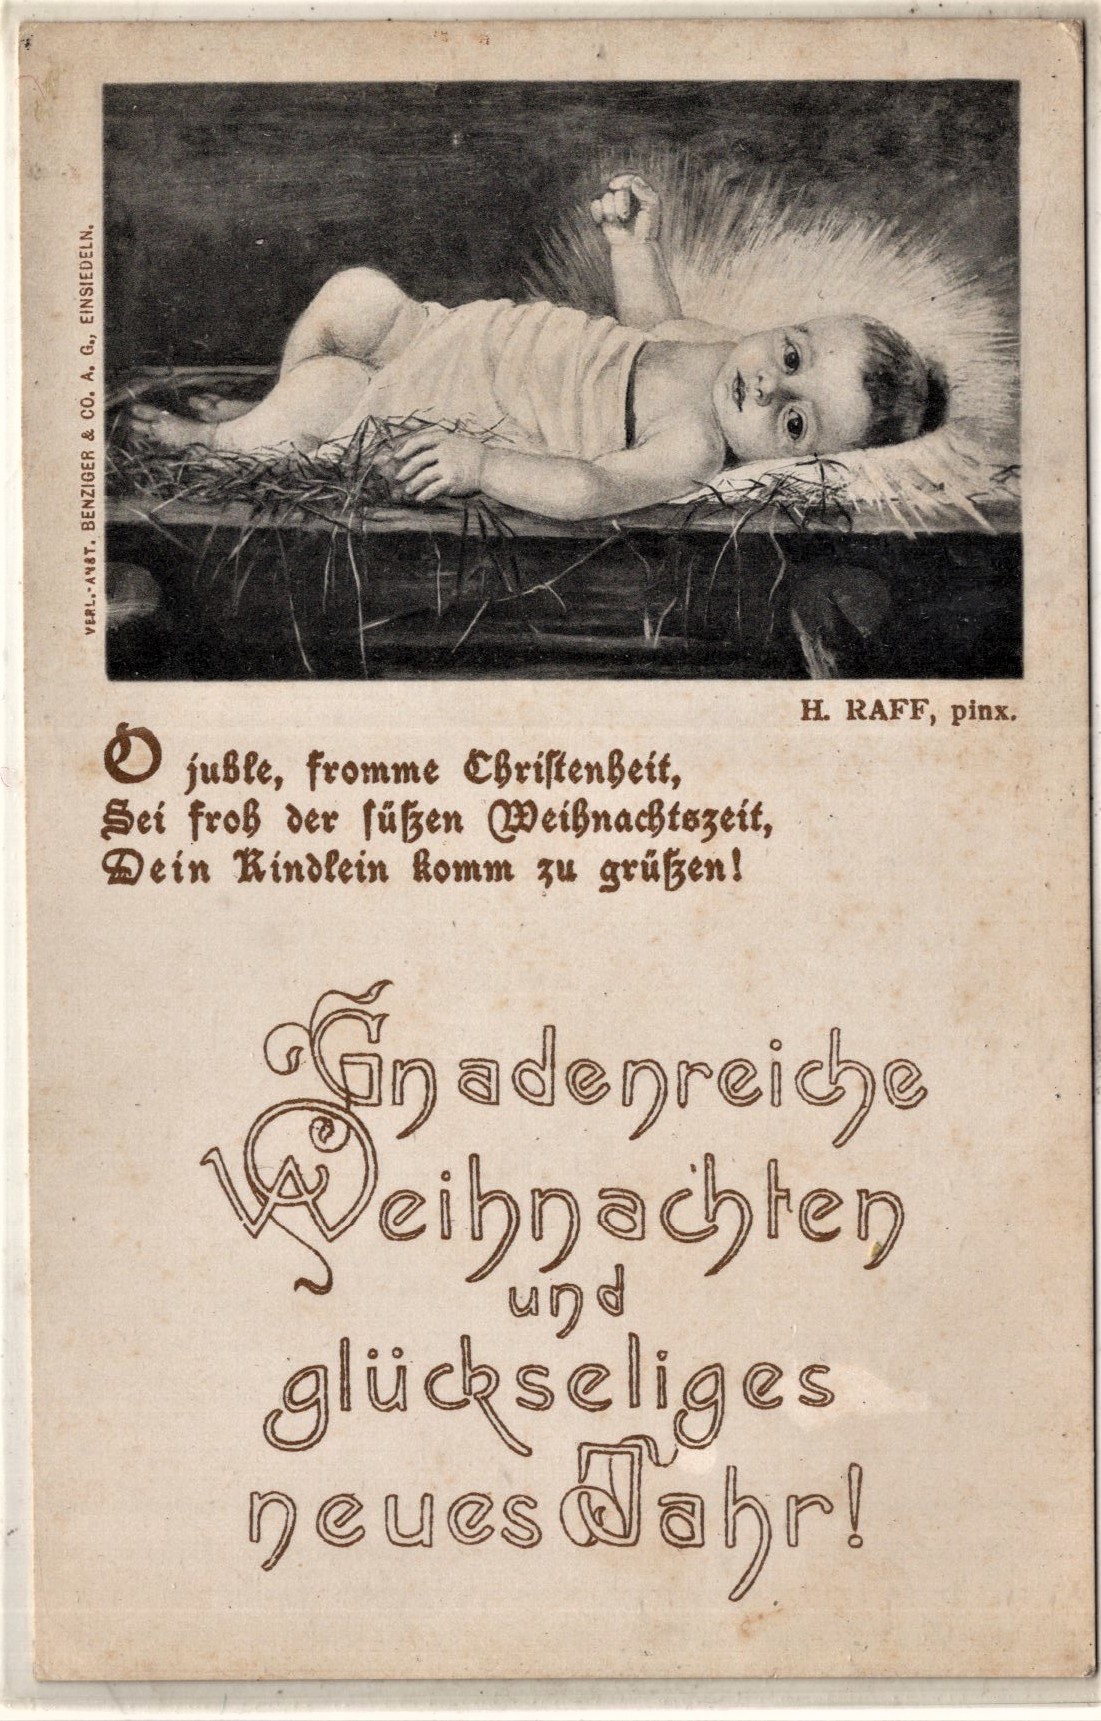 VERL.-ANST. BENZIGER & CO. A. G., EINSIEDELN.
H. RAFF, pinx.
O juble, fromme Chriſtenheit,
Sei froh der ſüßen Weihnachtszeit,
Dein Kindlein komm zu grüßen!
Gnadenreiche
Weihnachten
und
glückseliges
neues Jahr!